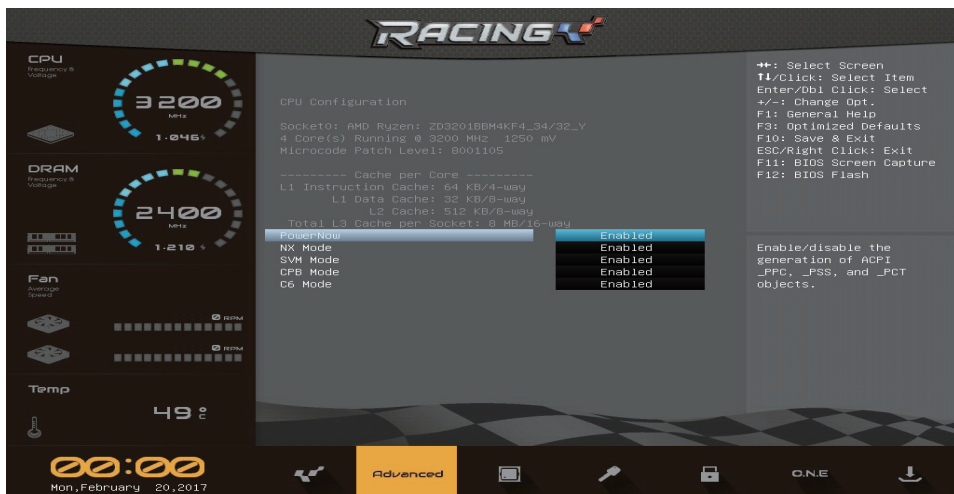 RACING
CPU
Frequency &
Voltage
3200
MHz
1.046
DRAM
Frequency &
Voltage
2400
MHz
1.210
Fan
Average
Speed
0 RPM
0 RPM
Temp
49 °C
00:00
Mon,February 20,2017
CPU Configuration
Socket0: AMD Ryzen: ZD3201BBM4KF4_34/32_Y
4 Core(s) Running @ 3200 MHz 1250 mV
Microcode Patch Level: 8001105
--------- Cache per Core ---------
L1 Instruction Cache: 64 KB/4-way
L1 Data Cache: 32 KB/8-way
L2 Cache: 512 KB/8-way
Total L3 Cache per Socket: 8 MB/16-way
PowerNow Enabled
NX Mode Enabled
SVM Mode Enabled
CPB Mode Enabled
C6 Mode Enabled
→←: Select Screen
↑↓/Click: Select Item
Enter/Dbl Click: Select
+/-: Change Opt.
F1: General Help
F3: Optimized Defaults
F10: Save & Exit
ESC/Right Click: Exit
F11: BIOS Screen Capture
F12: BIOS Flash
Enable/disable the
generation of ACPI
_PPC, _PSS, and _PCT
objects.
Advanced
O.N.E